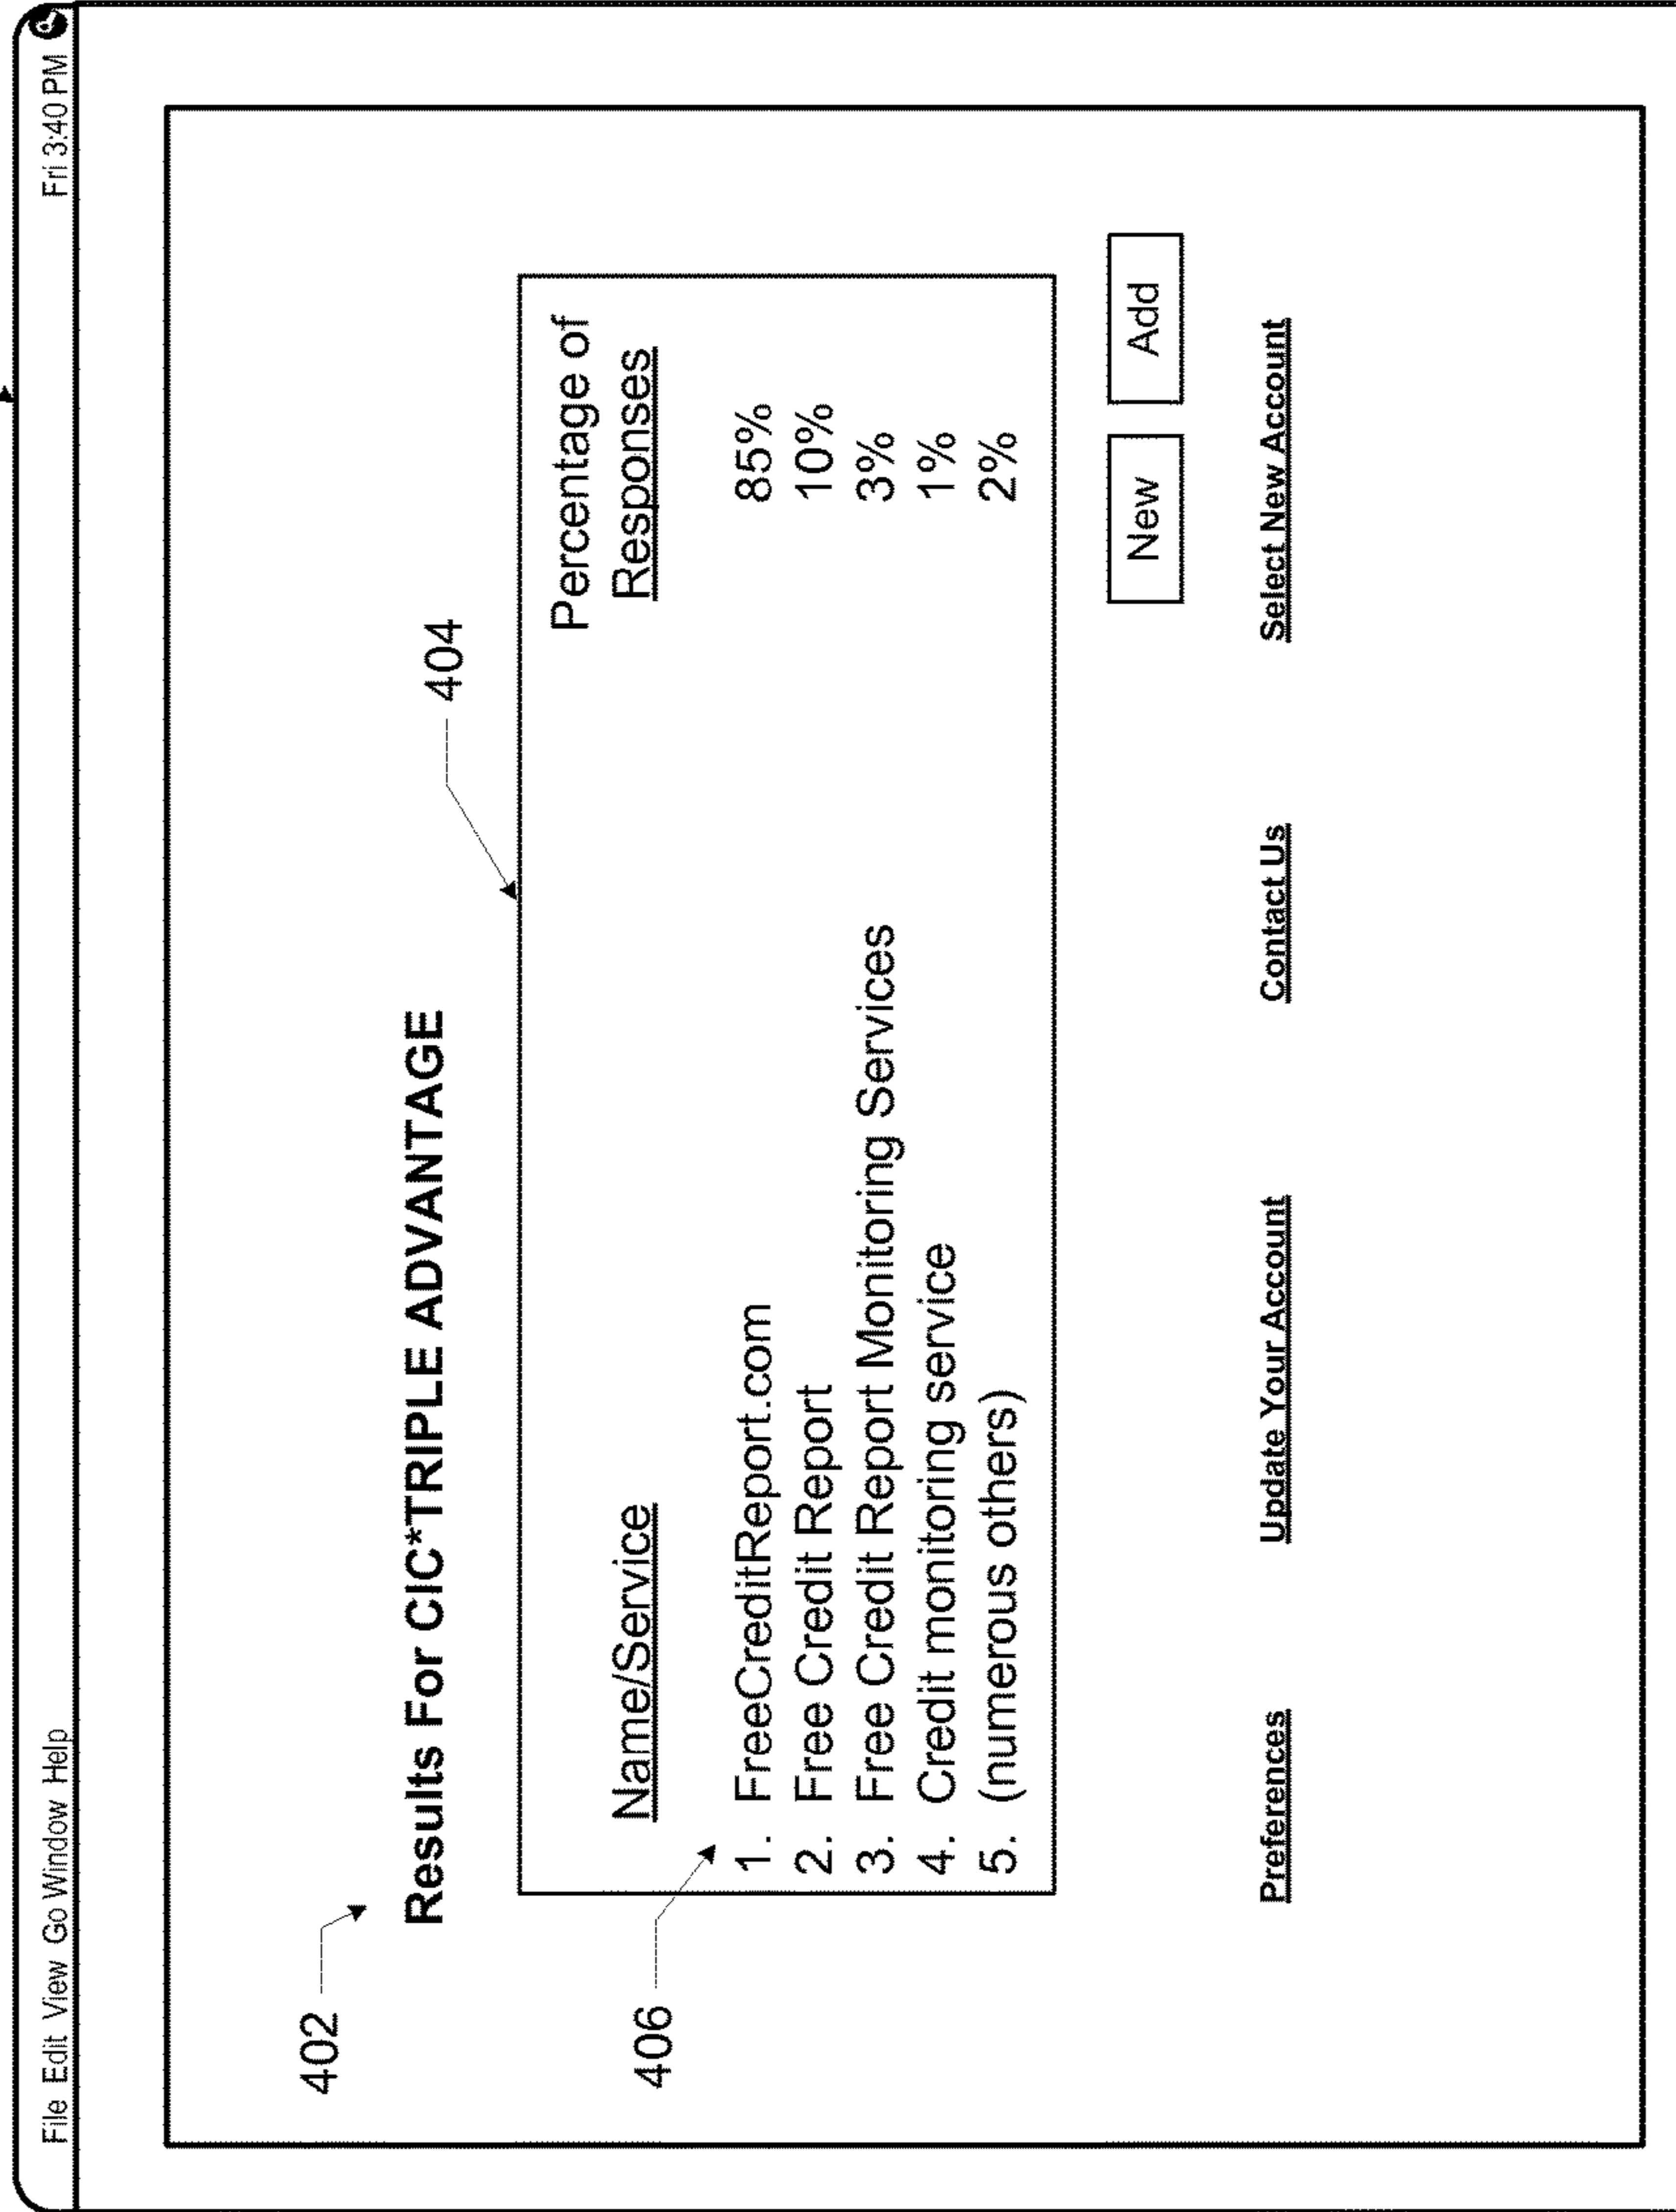 File Edit View Go Window Help Fri 3:40 PM
402
Results For CIC*TRIPLE ADVANTAGE
404
406
Name/Service Percentage of Responses
1. FreeCreditReport.com 85%
2. Free Credit Report 10%
3. Free Credit Report Monitoring Services 3%
4. Credit monitoring service 1%
5. (numerous others) 2%
New Add
Preferences Update Your Account Contact Us Select New Account